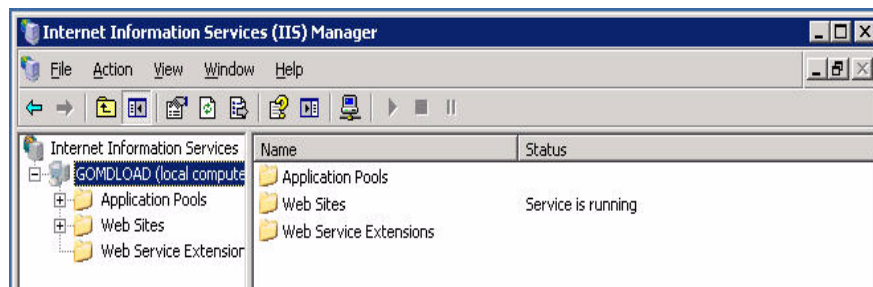 Internet Information Services (IIS) Manager
File Action View Window Help
Internet Information Services
GOMDLOAD (local compute
Application Pools
Web Sites
Web Service Extension
Name Status
Application Pools
Web Sites Service is running
Web Service Extensions